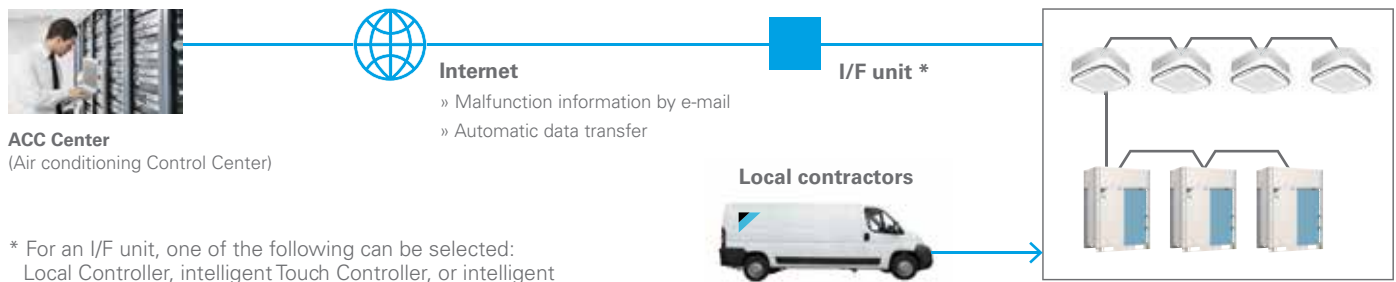 Internet
» Malfunction information by e-mail
» Automatic data transfer
I/F unit *
ACC Center
(Air conditioning Control Center)
Local contractors
* For an I/F unit, one of the following can be selected:
Local Controller, intelligent Touch Controller, or intelligent